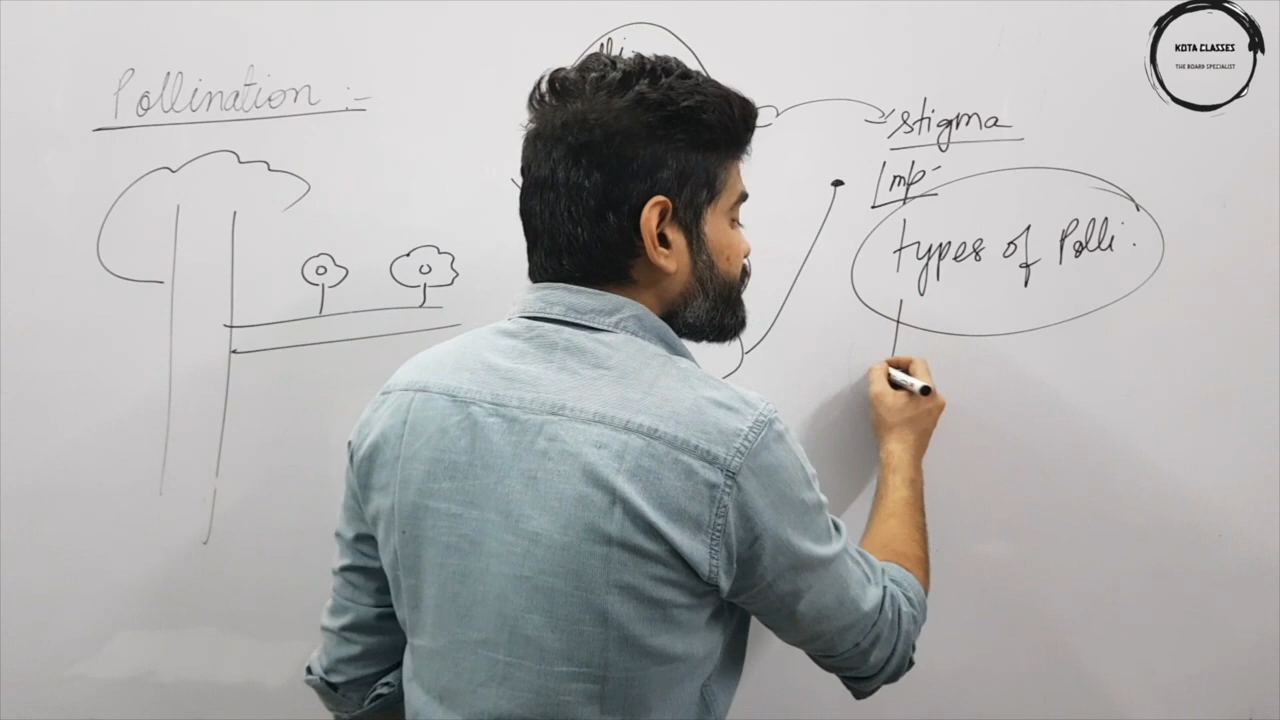 Pollination :-
stigma
Imp-
types of Polli.
KOTA CLASSES
THE BOARD SPECIALIST